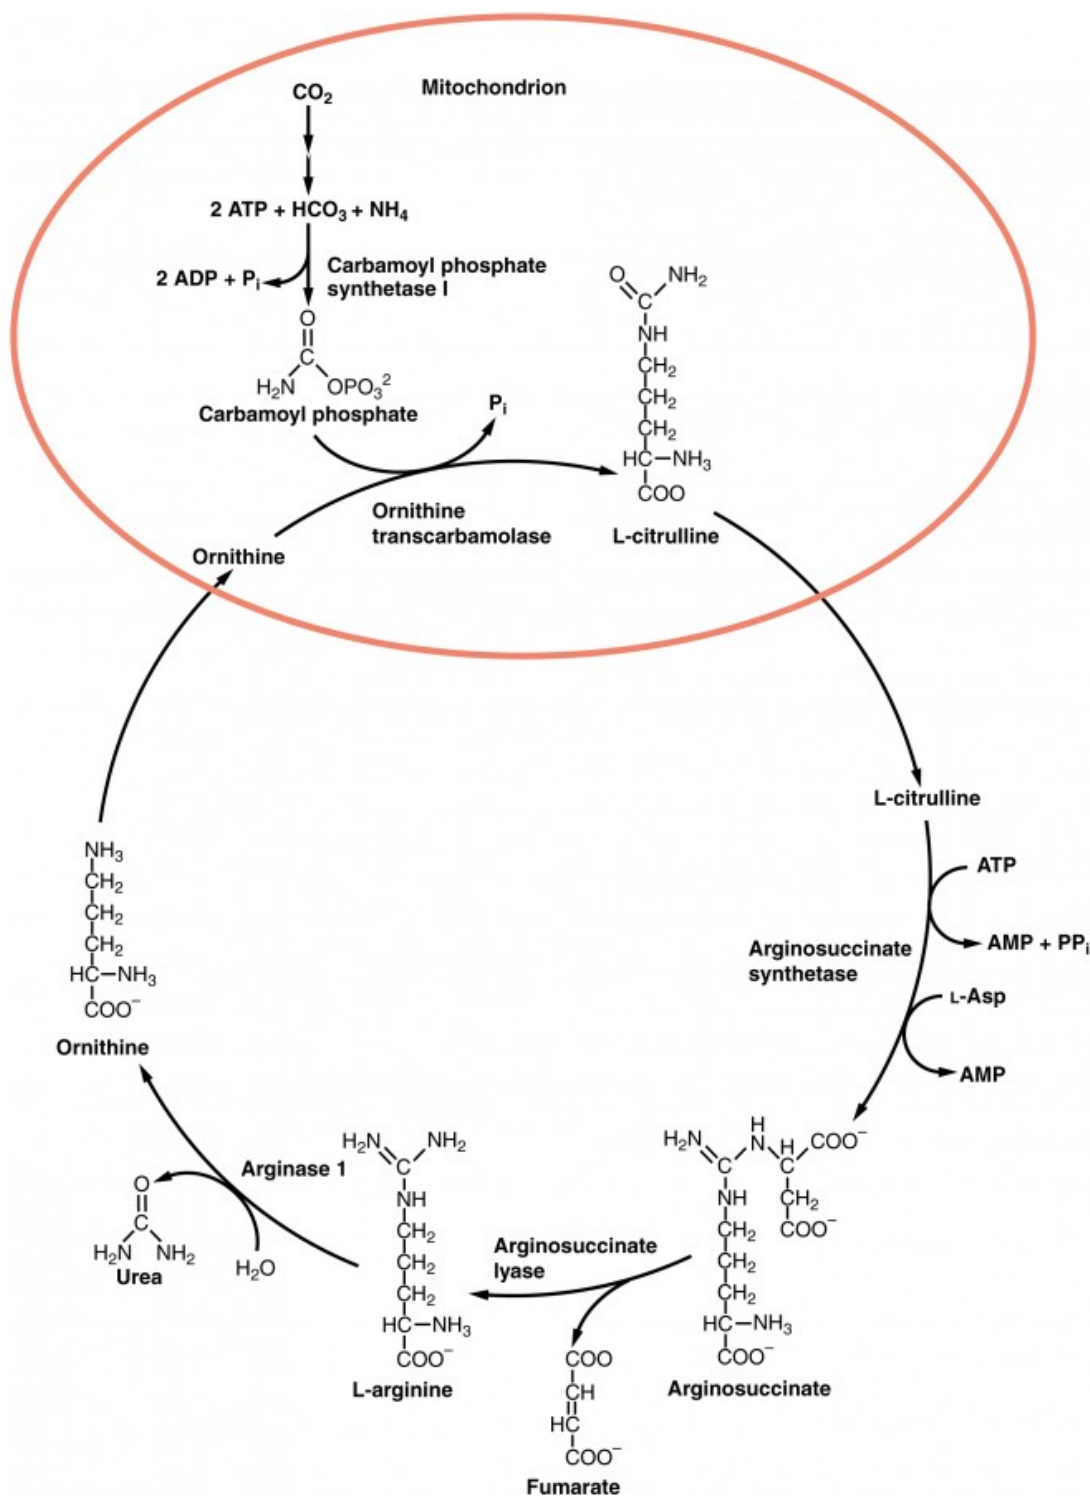 Mitochondrion
CO2
2 ATP + HCO3 + NH4
2 ADP + Pi
Carbamoyl phosphate
synthetase I
O
C
H2N
OPO3 2
Carbamoyl phosphate
Pi
Ornithine
transcarbamolase
Ornithine
O
NH2
C
NH
CH2
CH2
CH2
HC–NH3
COO
L-citrulline
L-citrulline
ATP
AMP + PPi
Arginosuccinate
synthetase
L-Asp
AMP
NH3
CH2
CH2
CH2
HC–NH3
COO–
Ornithine
Arginase 1
O
C
H2N
NH2
Urea
H2O
H2N
NH2
C
NH
CH2
CH2
CH2
HC–NH3
COO–
L-arginine
Arginosuccinate
lyase
COO
CH
HC
COO–
Fumarate
H2N
H
N
H
COO–
C
C
NH
CH2
COO–
CH2
CH2
CH2
HC–NH3
COO–
Arginosuccinate